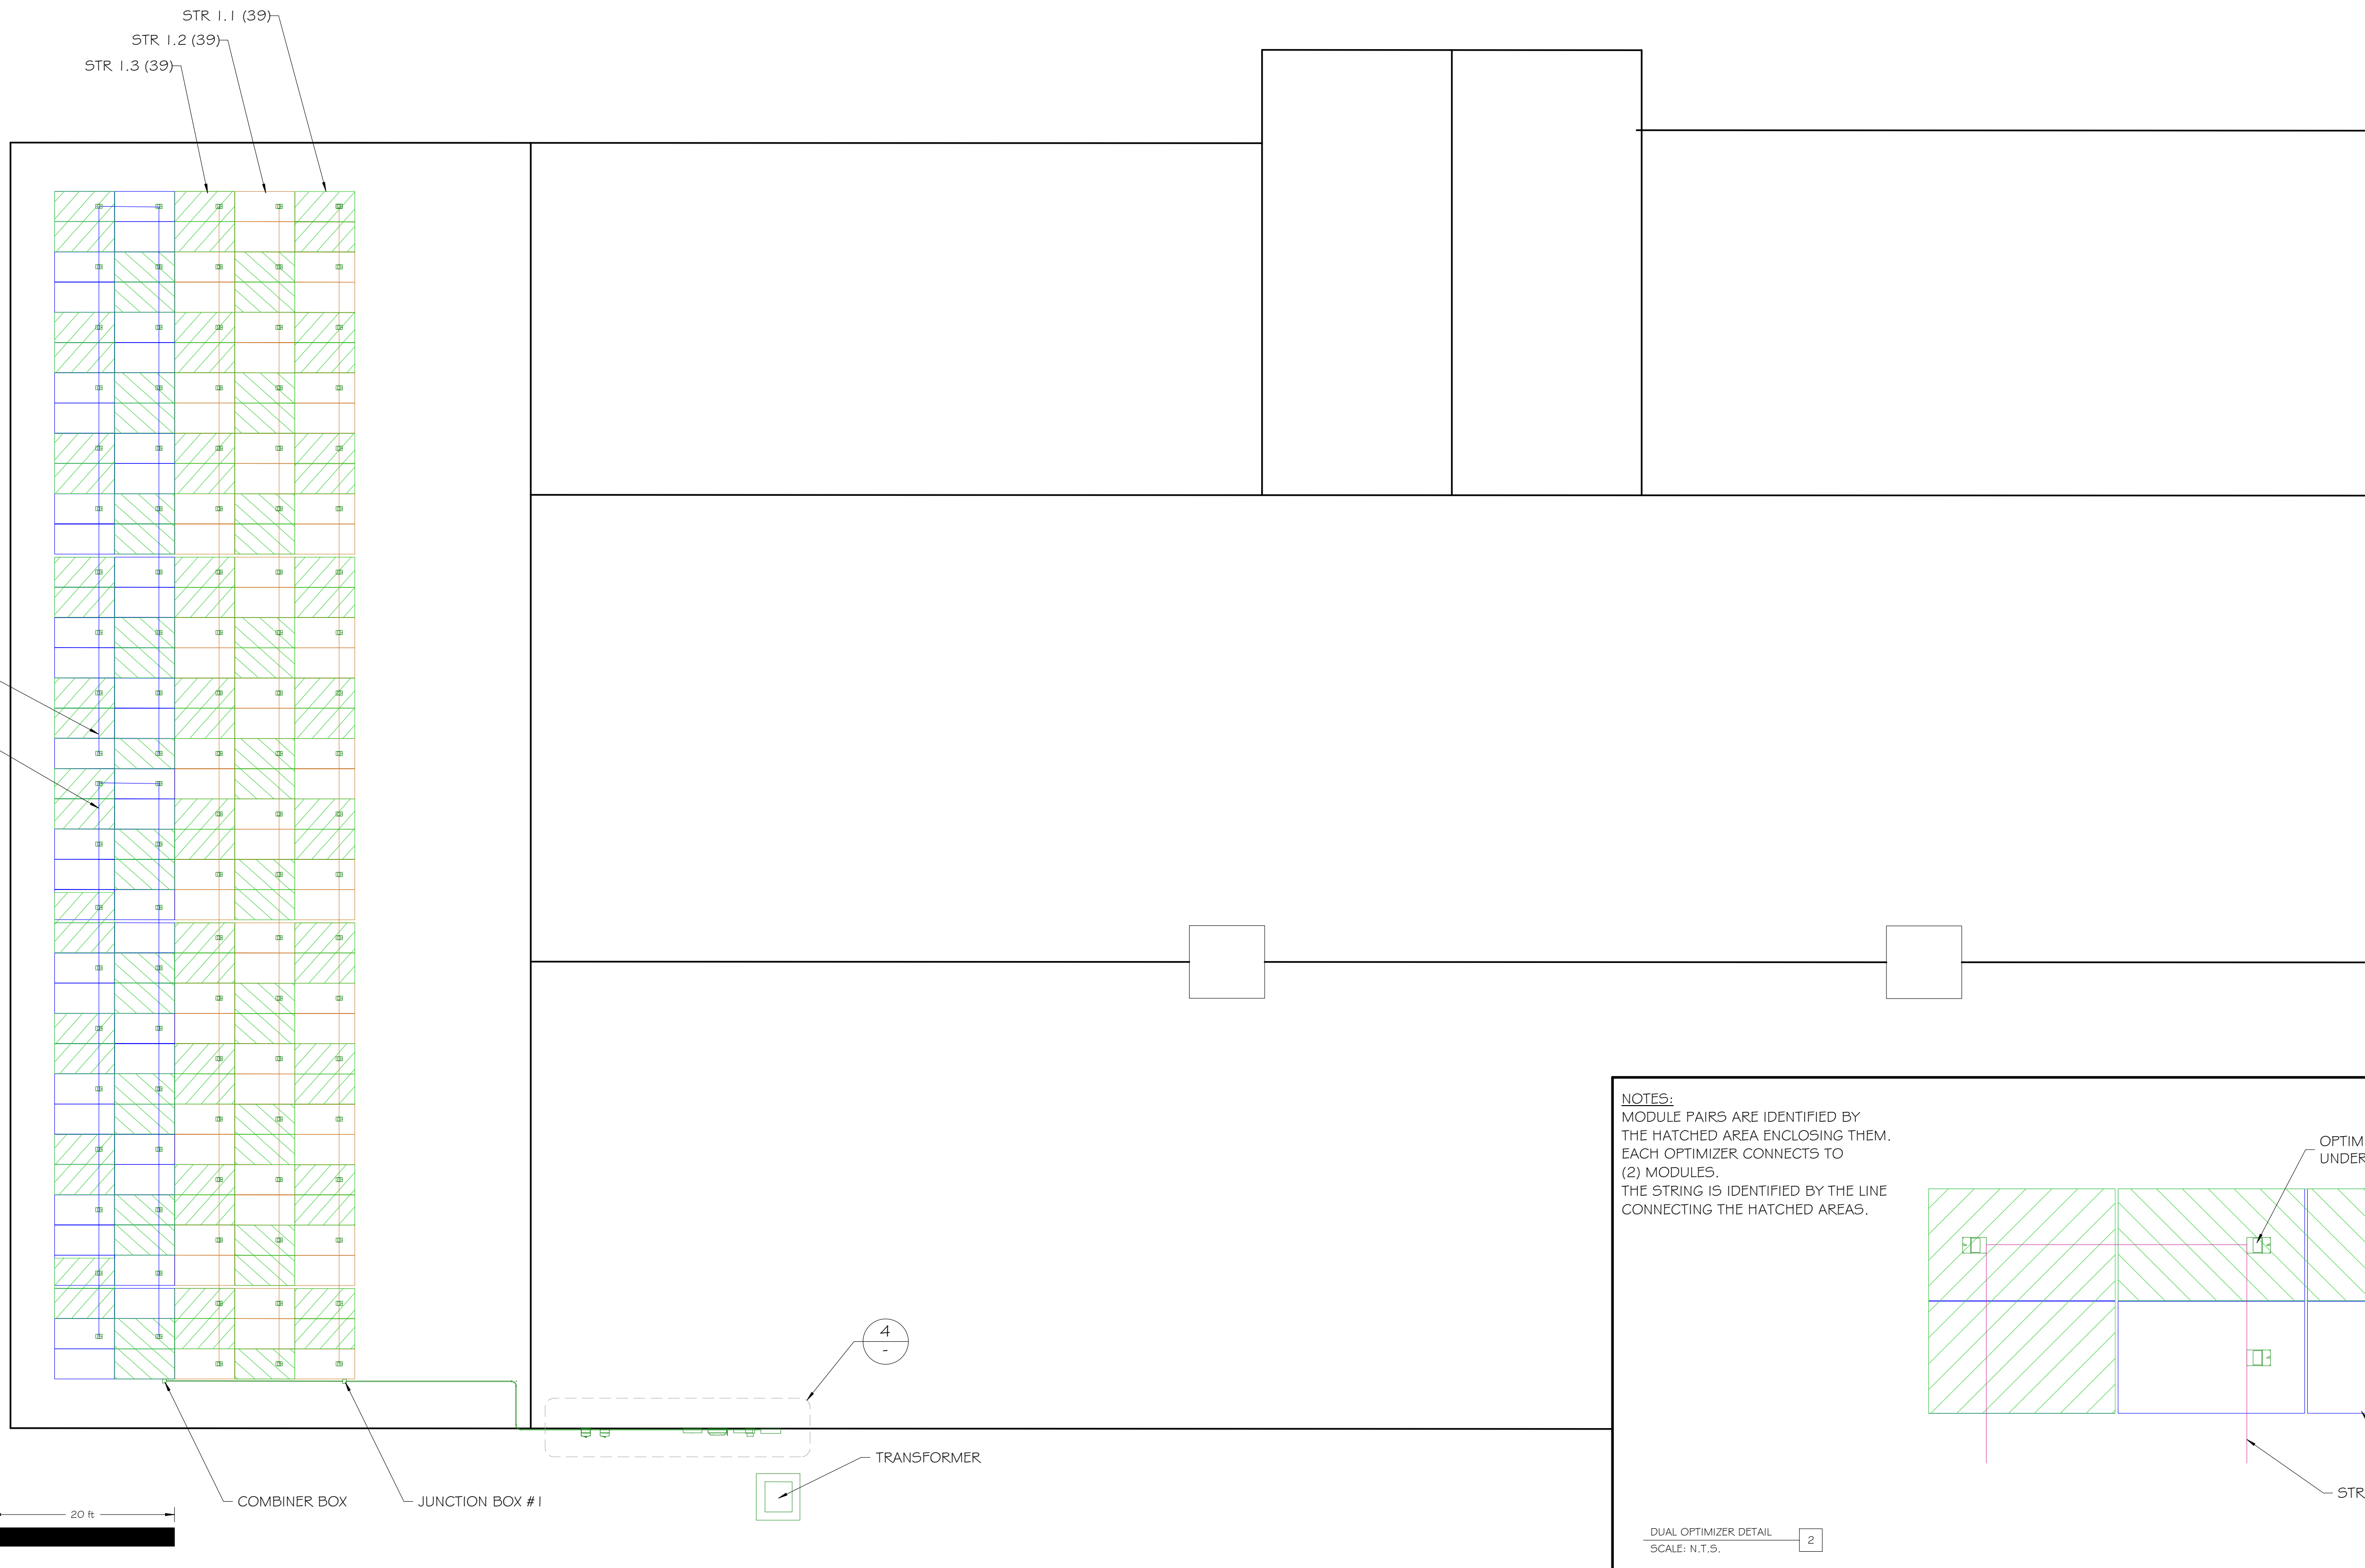 STR 1.1 (39)
STR 1.2 (39)
STR 1.3 (39)
NOTES:
MODULE PAIRS ARE IDENTIFIED BY
THE HATCHED AREA ENCLOSING THEM.
EACH OPTIMIZER CONNECTS TO
(2) MODULES.
THE STRING IS IDENTIFIED BY THE LINE
CONNECTING THE HATCHED AREAS.
OPTIM
UNDER
4
-
TRANSFORMER
COMBINER BOX
JUNCTION BOX #1
20 ft
STR
DUAL OPTIMIZER DETAIL
2
SCALE: N.T.S.